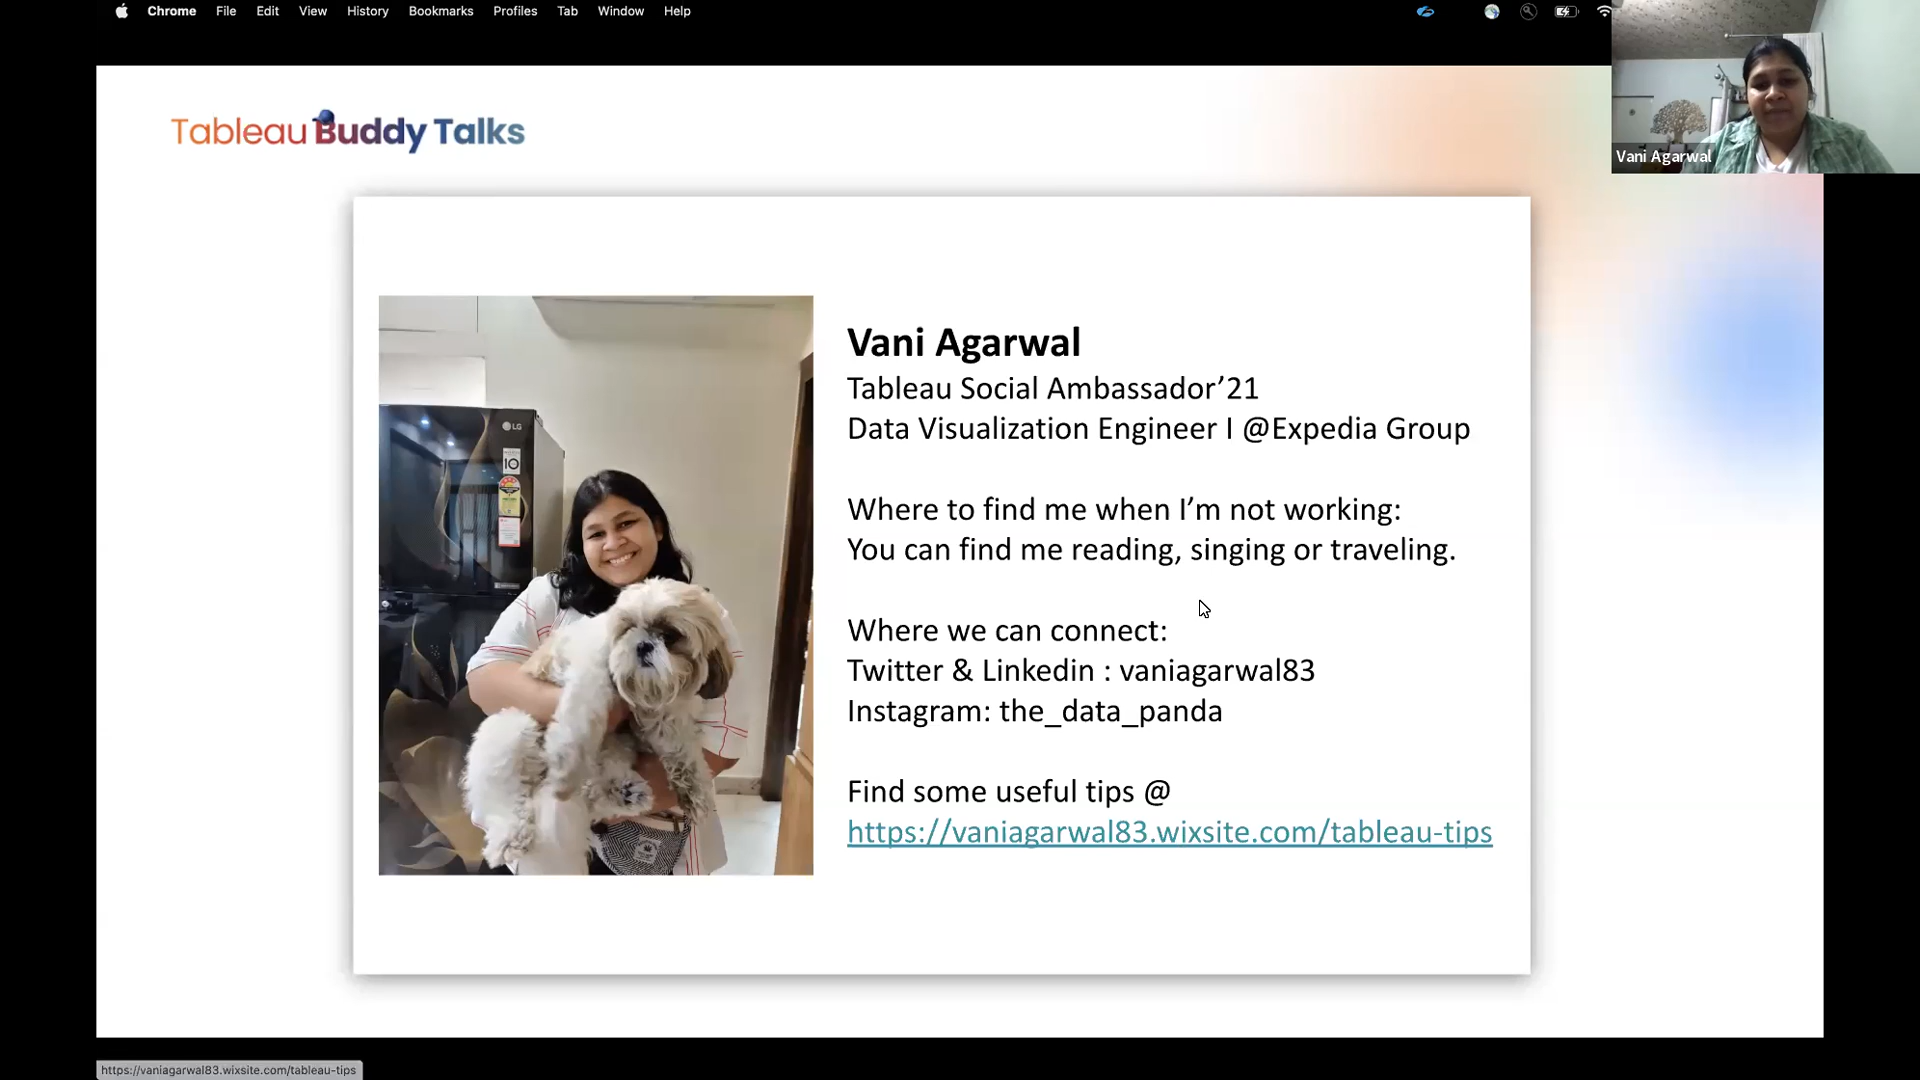 Chrome File Edit View History Bookmarks Profiles Tab Window Help
Vani Agarwal
Tableau Buddy Talks
LG
10
Vani Agarwal
Tableau Social Ambassador’21
Data Visualization Engineer I @Expedia Group
Where to find me when I’m not working:
You can find me reading, singing or traveling.
Where we can connect:
Twitter & Linkedin : vaniagarwal83
Instagram: the_data_panda
Find some useful tips @
https://vaniagarwal83.wixsite.com/tableau-tips
https://vaniagarwal83.wixsite.com/tableau-tips